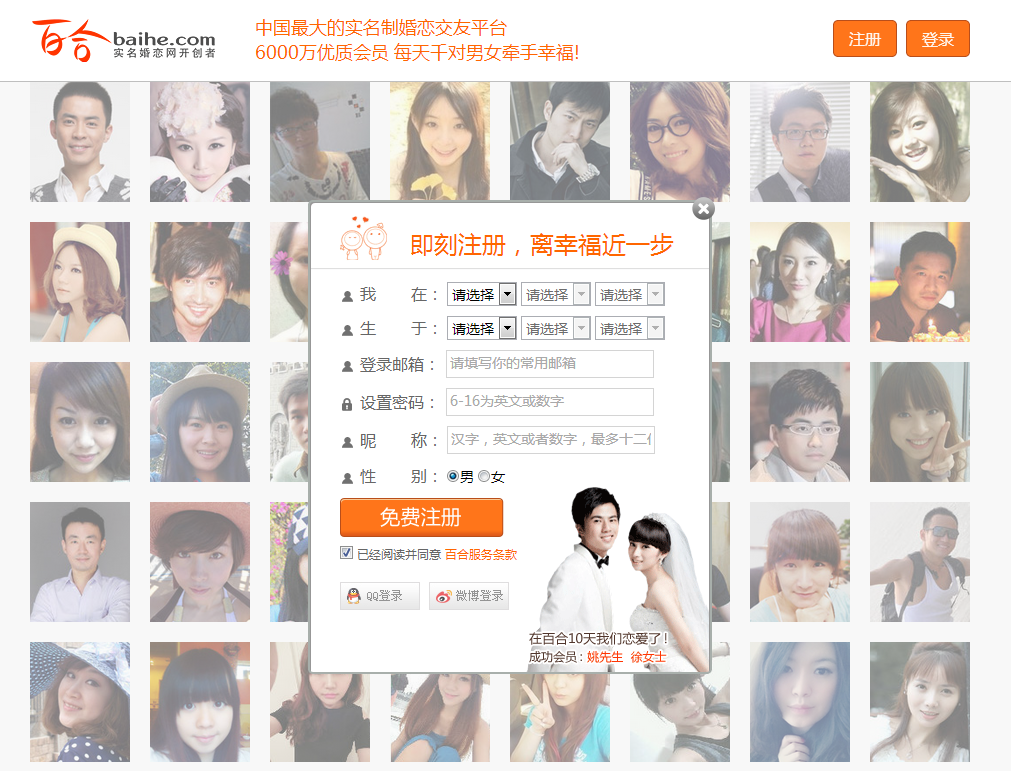 百合 baihe.com
实名婚恋网开创者
中国最大的实名制婚恋交友平台
6000万优质会员 每天千对男女牵手幸福!
注册 登录
即刻注册，离幸福近一步
我 在： 请选择 请选择 请选择
生 于： 请选择 请选择 请选择
登录邮箱： 请填写你的常用邮箱
设置密码： 6-16为英文或数字
昵 称： 汉字，英文或者数字，最多十二
性 别： 男 女
免费注册
已经阅读并同意 百合服务条款
QQ登录 微博登录
在百合10天我们恋爱了！
成功会员：姚先生 徐女士